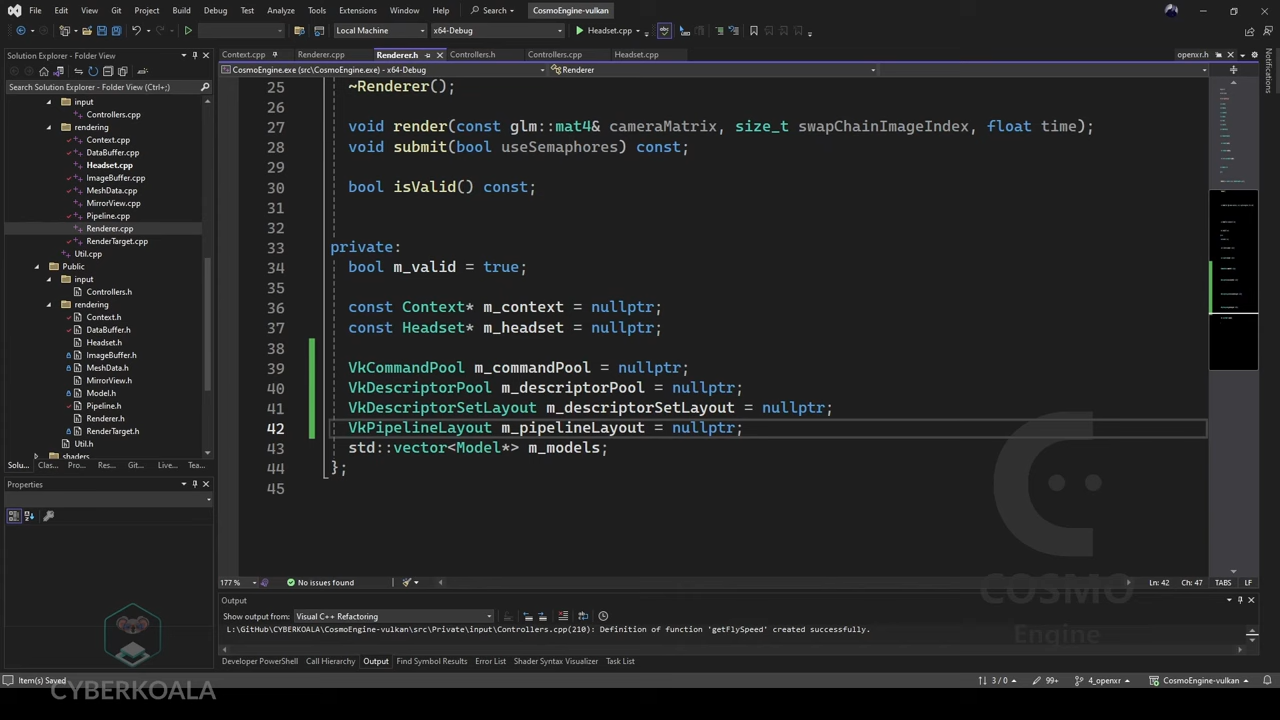 File Edit View Git Project Build Debug Test Analyze Tools Extensions Window Help Search CosmoEngine-vulkan
Local Machine x64-Debug Headset.cpp
Solution Explorer - Folder View
Search Solution Explorer - Folder View (Ctrl+;)
input
Controllers.cpp
rendering
Context.cpp
DataBuffer.cpp
Headset.cpp
ImageBuffer.cpp
MeshData.cpp
MirrorView.cpp
Pipeline.cpp
Renderer.cpp
RenderTarget.cpp
Util.cpp
Public
input
Controllers.h
rendering
Context.h
DataBuffer.h
Headset.h
ImageBuffer.h
MeshData.h
MirrorView.h
Model.h
Pipeline.h
Renderer.h
RenderTarget.h
Util.h
shaders
Solu... Clas... Pro... Res... Git... Live... Tea...
Properties
Context.cpp Renderer.cpp Renderer.h Controllers.h Controllers.cpp Headset.cpp openxr.h
CosmoEngine.exe (src\CosmoEngine.exe) - x64-Debug Renderer
25 ~Renderer();
26
27 void render(const glm::mat4& cameraMatrix, size_t swapChainImageIndex, float time);
28 void submit(bool useSemaphores) const;
29
30 bool isValid() const;
31
32
33 private:
34 bool m_valid = true;
35
36 const Context* m_context = nullptr;
37 const Headset* m_headset = nullptr;
38
39 VkCommandPool m_commandPool = nullptr;
40 VkDescriptorPool m_descriptorPool = nullptr;
41 VkDescriptorSetLayout m_descriptorSetLayout = nullptr;
42 VkPipelineLayout m_pipelineLayout = nullptr;
43 std::vector<Model*> m_models;
44 };
45
177 % No issues found Ln: 42 Ch: 47 TABS LF
Output
Show output from: Visual C++ Refactoring
L:\GitHub\CYBERKOALA\CosmoEngine-vulkan\src\Private\input\Controllers.cpp(210): Definition of function 'getFlySpeed' created successfully.
Developer PowerShell Call Hierarchy Output Find Symbol Results Error List Shader Syntax Visualizer Task List
Item(s) Saved 3 / 0 99+ 4_openxr CosmoEngine-vulkan
Notifications
COSMO
Engine
CYBERKOALA